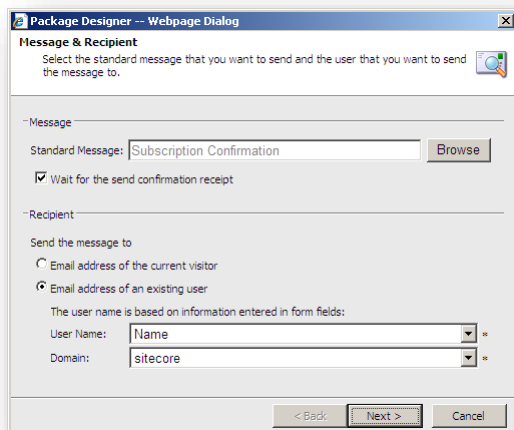 Package Designer -- Webpage Dialog
Message & Recipient
Select the standard message that you want to send and the user that you want to send
the message to.
Message
Standard Message: Subscription Confirmation Browse
Wait for the send confirmation receipt
Recipient
Send the message to
Email address of the current visitor
Email address of an existing user
The user name is based on information entered in form fields:
User Name: Name *
Domain: sitecore *
< Back Next > Cancel